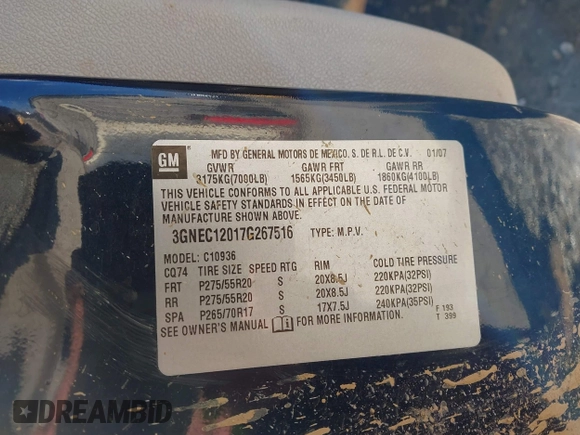 GM
MFD BY GENERAL MOTORS DE MEXICO, S. DE R.L. DE C.V. 01/07
GVWR GAWR FRT GAWR RR
3175KG(7000LB) 1565KG(3450LB) 1860KG(4100LB)
THIS VEHICLE CONFORMS TO ALL APPLICABLE U.S. FEDERAL MOTOR
VEHICLE SAFETY STANDARDS IN EFFECT ON THE DATE OF
MANUFACTURE SHOWN ABOVE.
3GNEC12017G267516 TYPE: M.P.V.
MODEL: C10936
CQ74 TIRE SIZE SPEED RTG RIM COLD TIRE PRESSURE
FRT P275/55R20 S 20X8.5J 220KPA(32PSI)
RR P275/55R20 S 20X8.5J 220KPA(32PSI)
SPA P265/70R17 S 17X7.5J 240KPA(35PSI) F 193
SEE OWNER'S MANUAL FOR MORE INFORMATION. T 399
DREAMBID